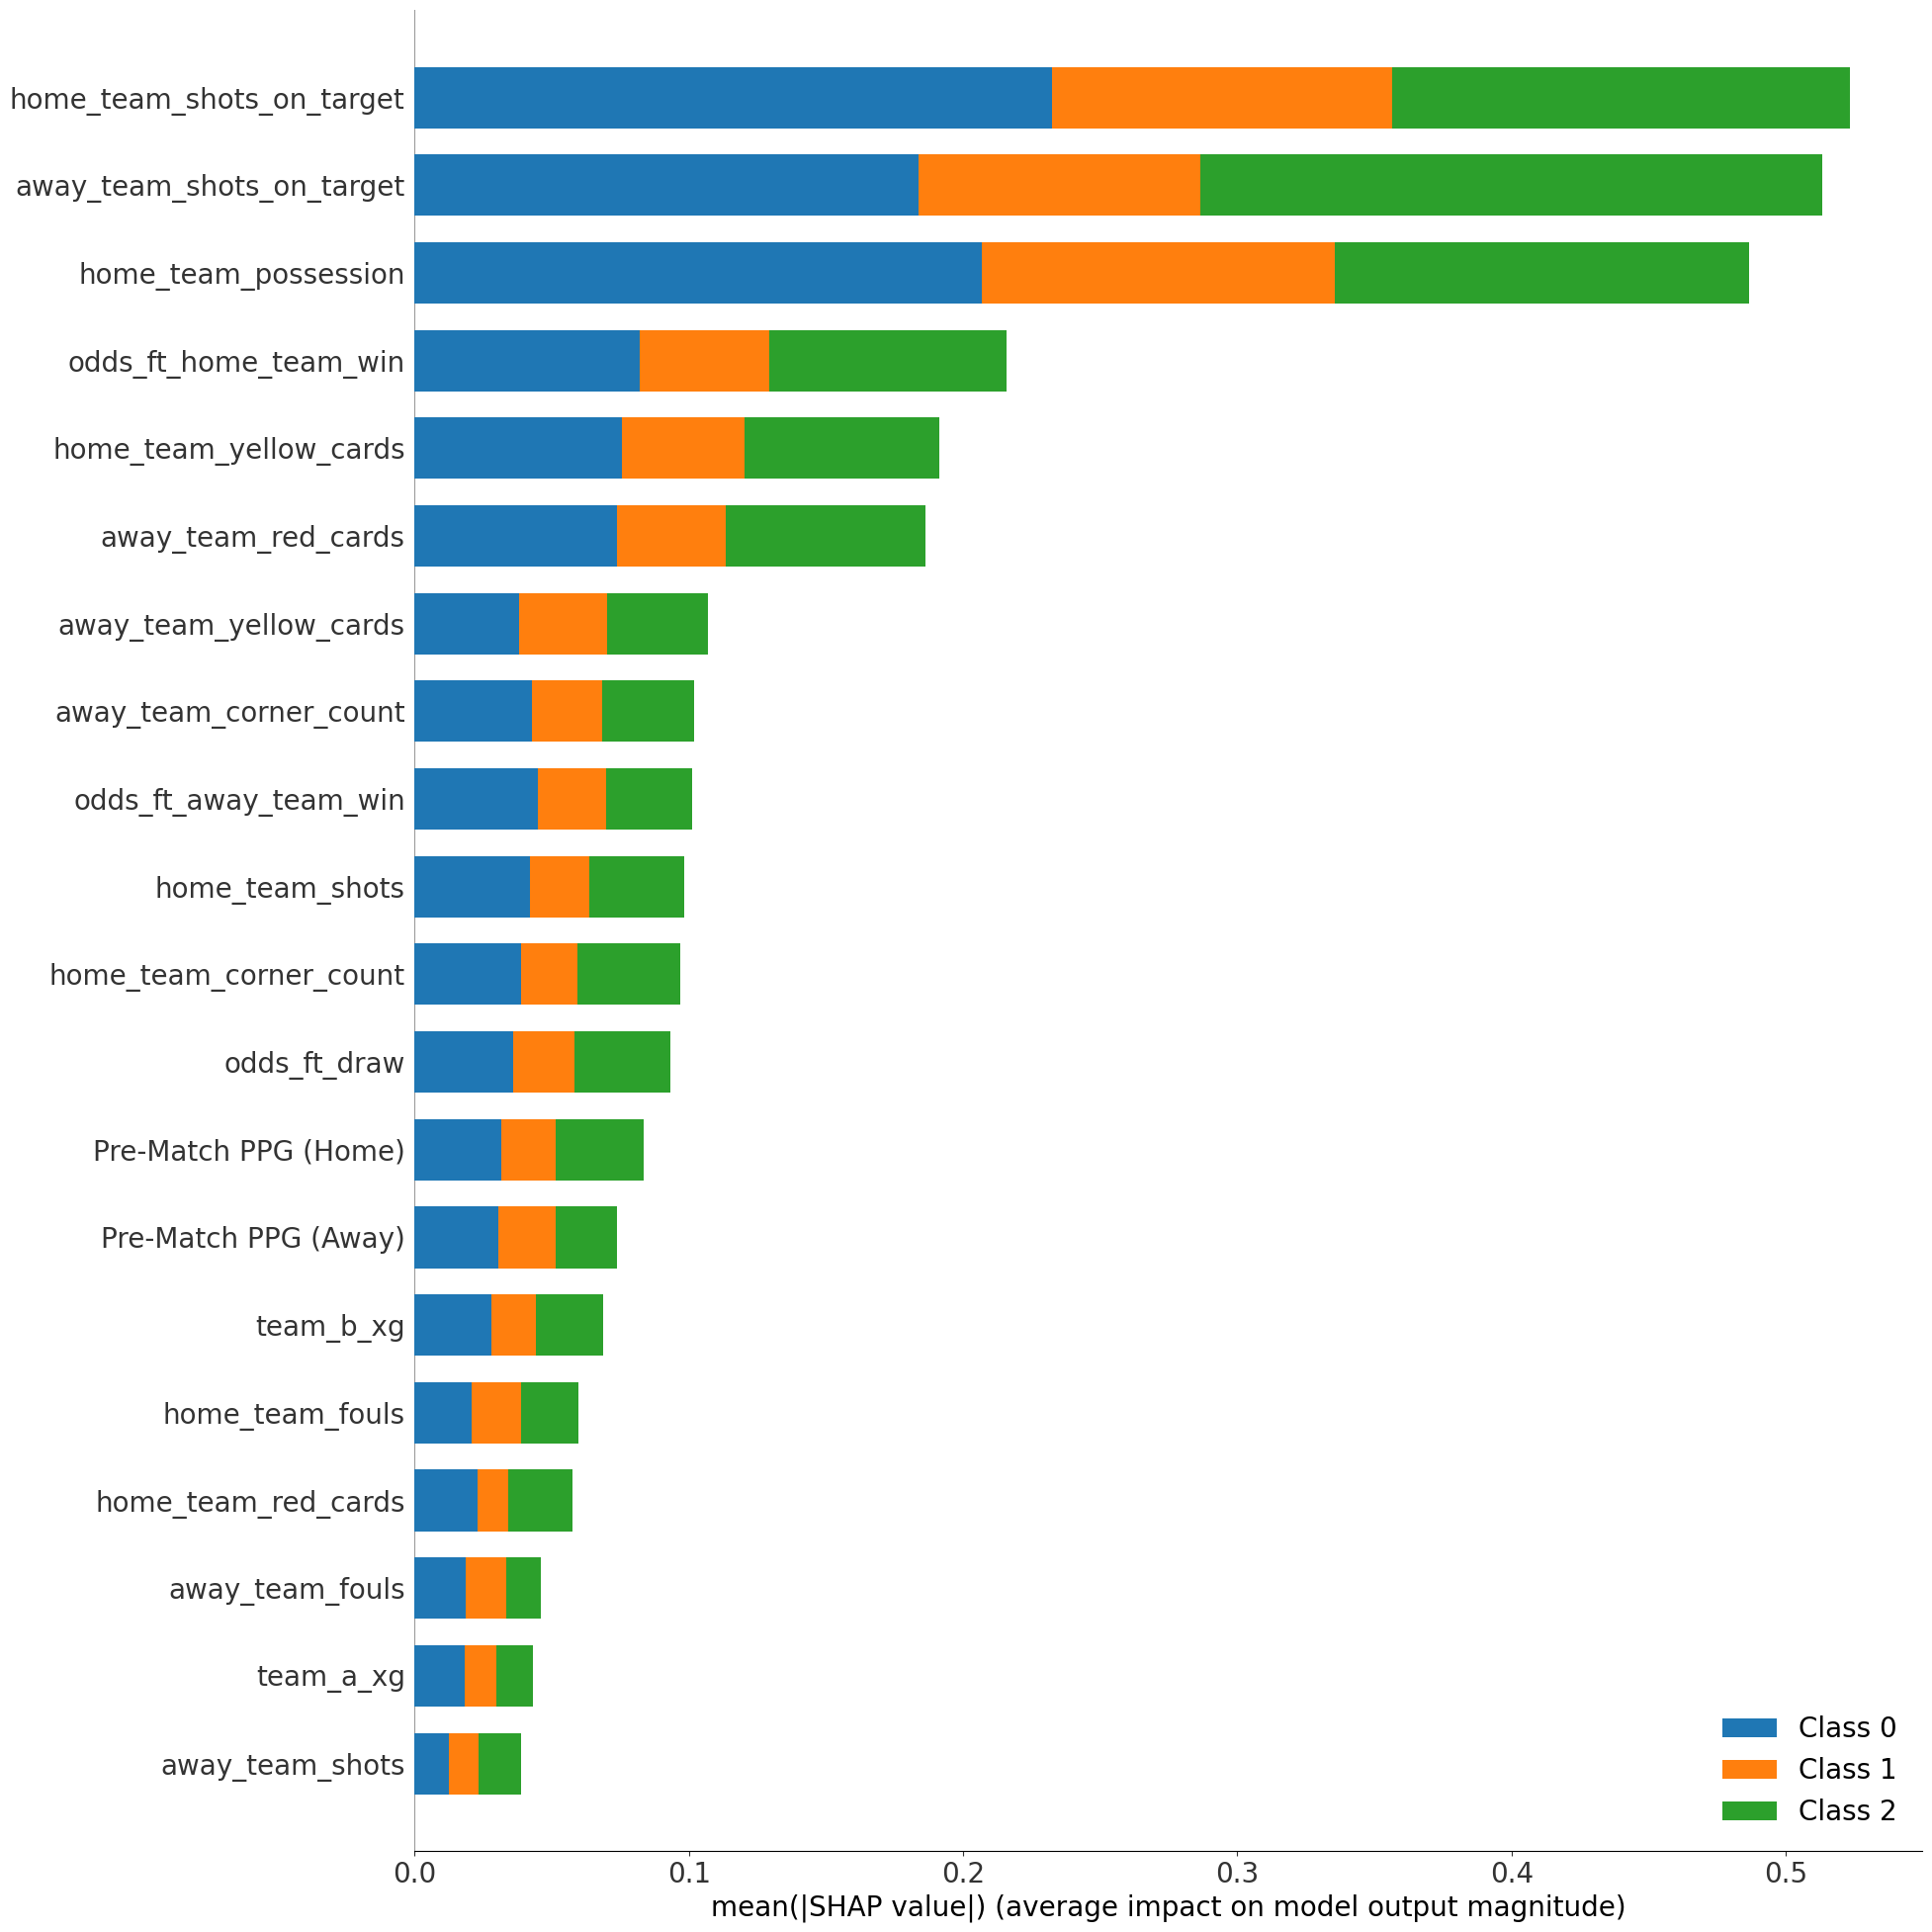 home_team_shots_on_target
away_team_shots_on_target
home_team_possession
odds_ft_home_team_win
home_team_yellow_cards
away_team_red_cards
away_team_yellow_cards
away_team_corner_count
odds_ft_away_team_win
home_team_shots
home_team_corner_count
odds_ft_draw
Pre-Match PPG (Home)
Pre-Match PPG (Away)
team_b_xg
home_team_fouls
home_team_red_cards
away_team_fouls
team_a_xg
away_team_shots
Class 0
Class 1
Class 2
0.0 0.1 0.2 0.3 0.4 0.5
mean(|SHAP value|) (average impact on model output magnitude)